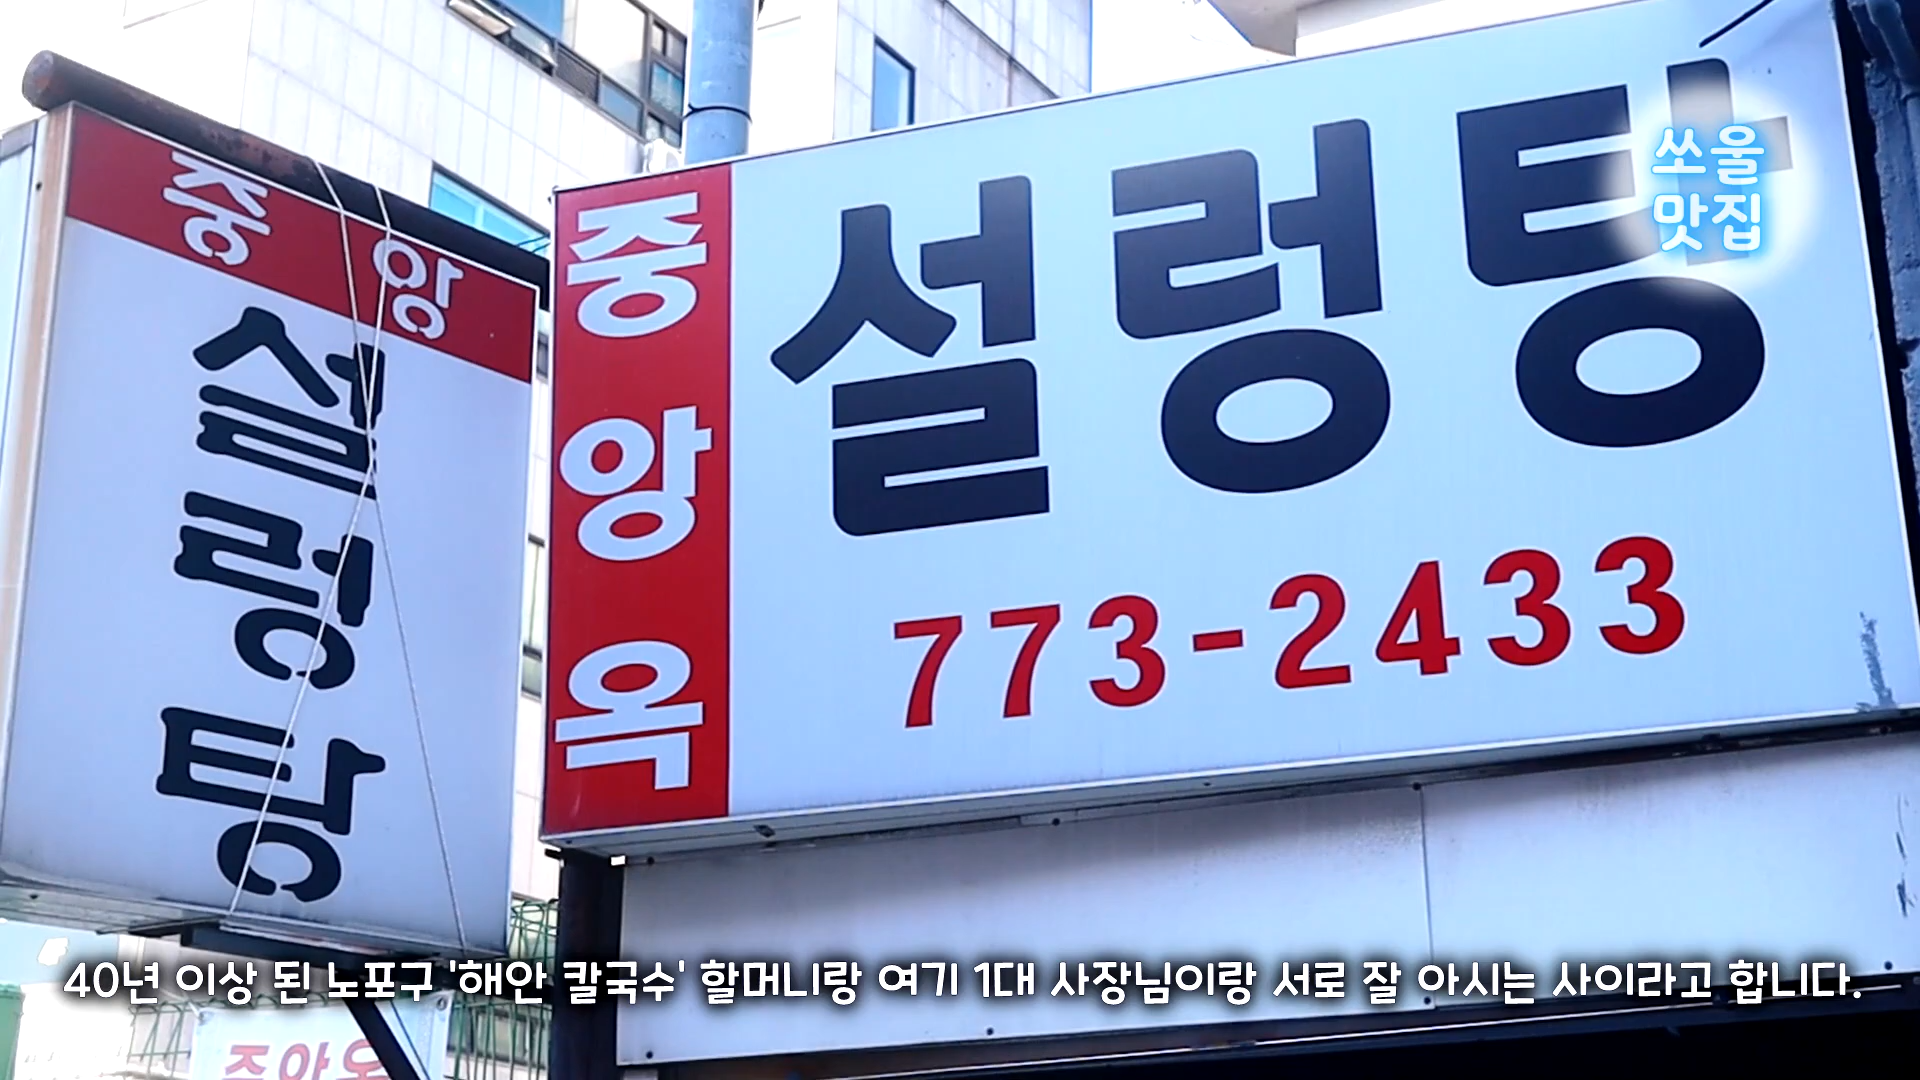 중앙
설렁탕
중앙옥
설렁탕
773-2433
쏘울
맛집
40년 이상 된 노포구 '해안 칼국수' 할머니랑 여기 1대 사장님이랑 서로 잘 아시는 사이라고 합니다.
중앙옥